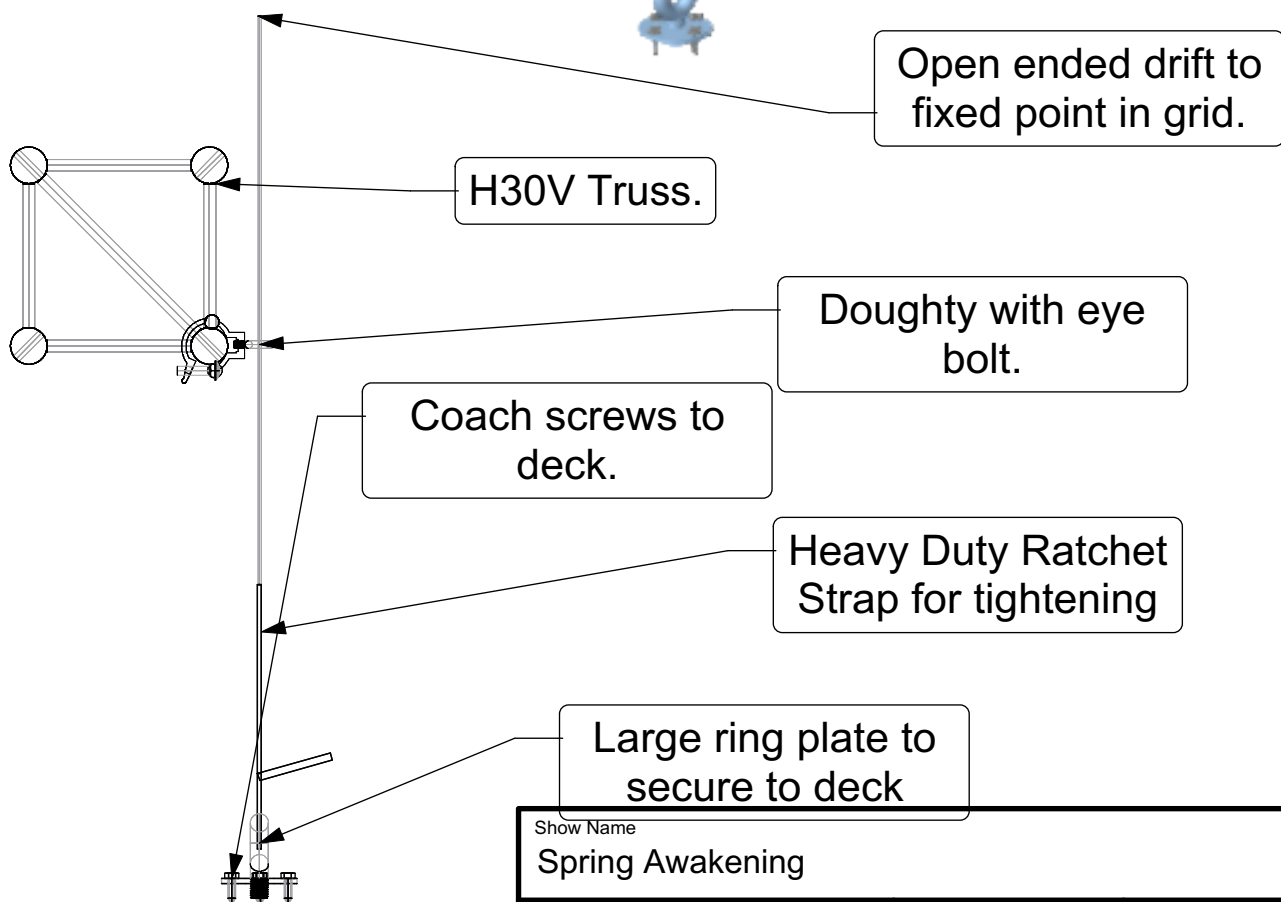 Open ended drift to
fixed point in grid.
H30V Truss.
Doughty with eye
bolt.
Coach screws to
deck.
Heavy Duty Ratchet
Strap for tightening
Large ring plate to
secure to deck
Show Name
Spring Awakening